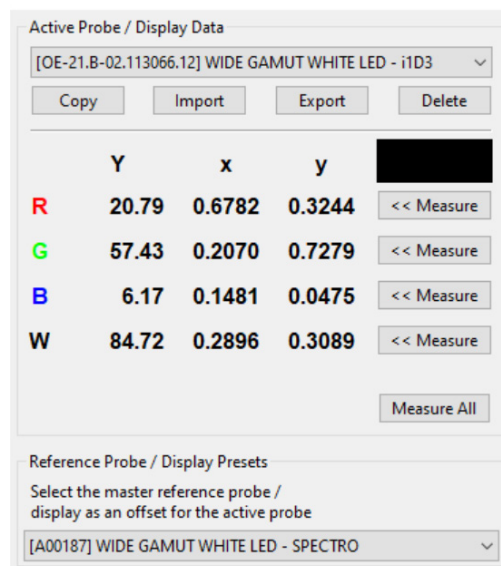 Active Probe / Display Data
[OE-21.B-02.113066.12] WIDE GAMUT WHITE LED - i1D3
Copy Import Export Delete
Y x y
R 20.79 0.6782 0.3244 << Measure
G 57.43 0.2070 0.7279 << Measure
B 6.17 0.1481 0.0475 << Measure
W 84.72 0.2896 0.3089 << Measure
Measure All
Reference Probe / Display Presets
Select the master reference probe /
display as an offset for the active probe
[A00187] WIDE GAMUT WHITE LED - SPECTRO